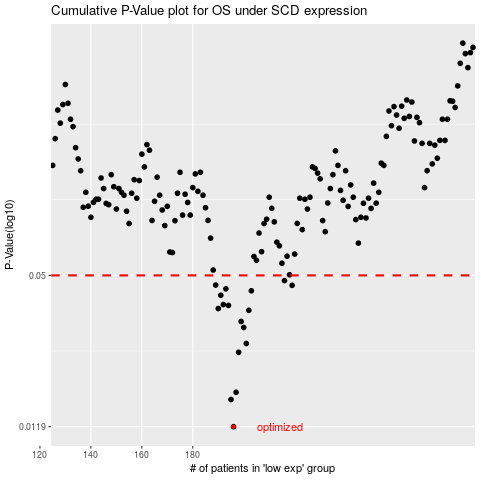 Cumulative P-Value plot for OS under SCD expression
P-Value(log10)
0.05
0.0119
optimized
120 140 160 180
# of patients in 'low exp' group